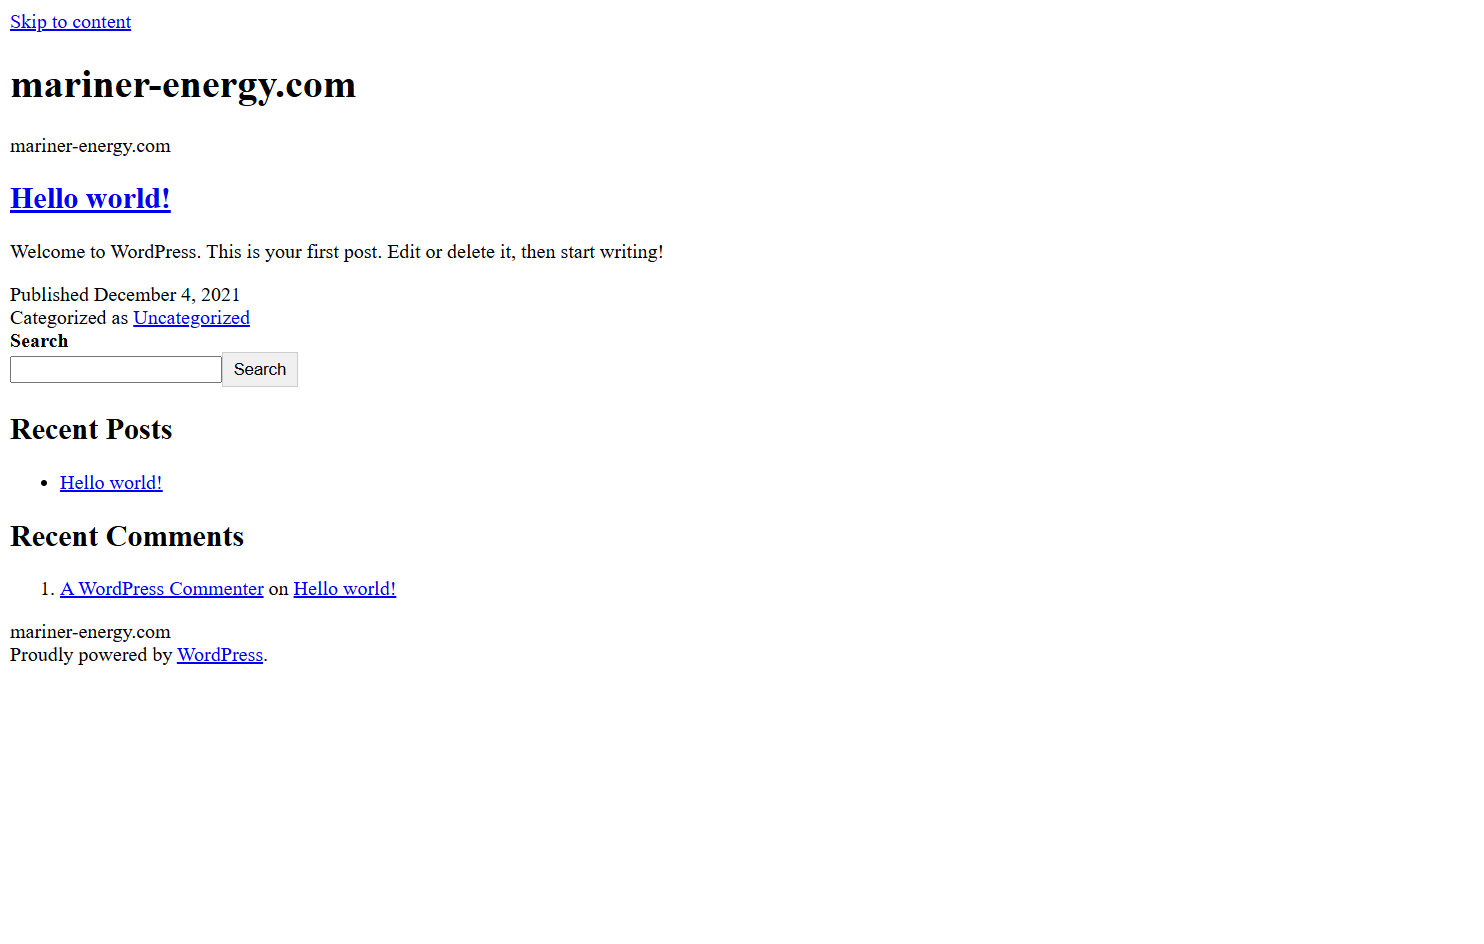 Skip to content
mariner-energy.com
mariner-energy.com
Hello world!
Welcome to WordPress. This is your first post. Edit or delete it, then start writing!
Published December 4, 2021
Categorized as Uncategorized
Search
Search
Recent Posts
• Hello world!
Recent Comments
1. A WordPress Commenter on Hello world!
mariner-energy.com
Proudly powered by WordPress.